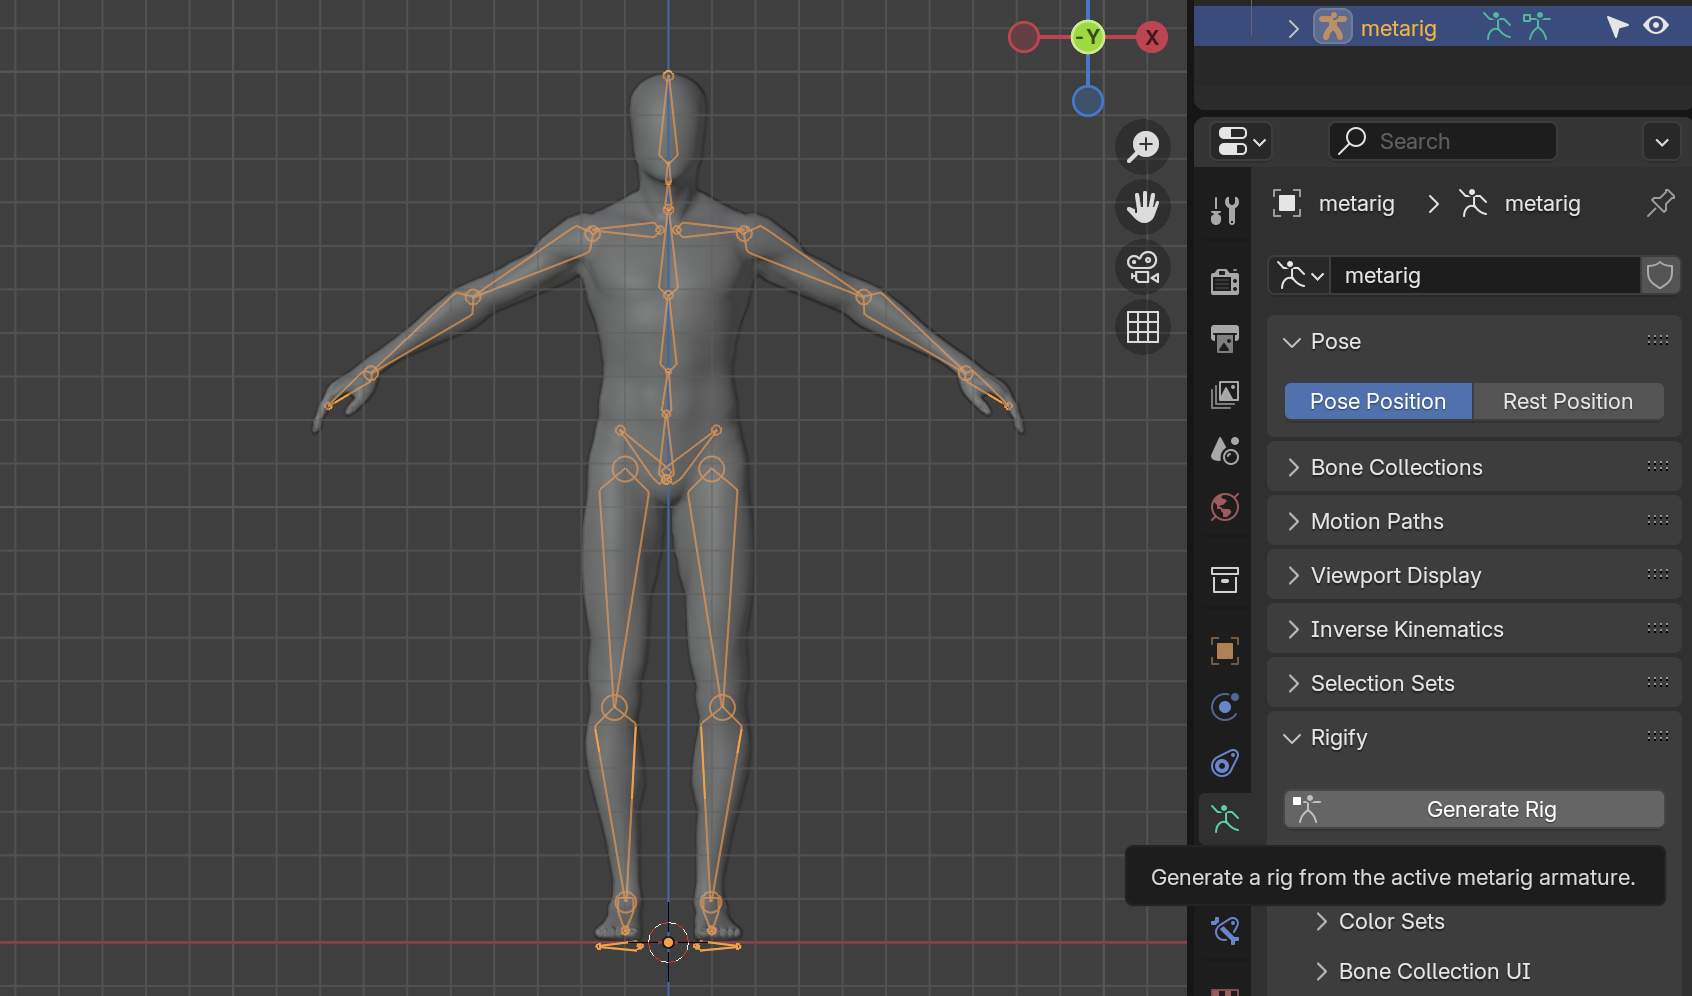 -Y
X
metarig
Search
metarig
metarig
metarig
Pose
Pose Position
Rest Position
Bone Collections
Motion Paths
Viewport Display
Inverse Kinematics
Selection Sets
Rigify
Generate Rig
Generate a rig from the active metarig armature.
Color Sets
Bone Collection UI